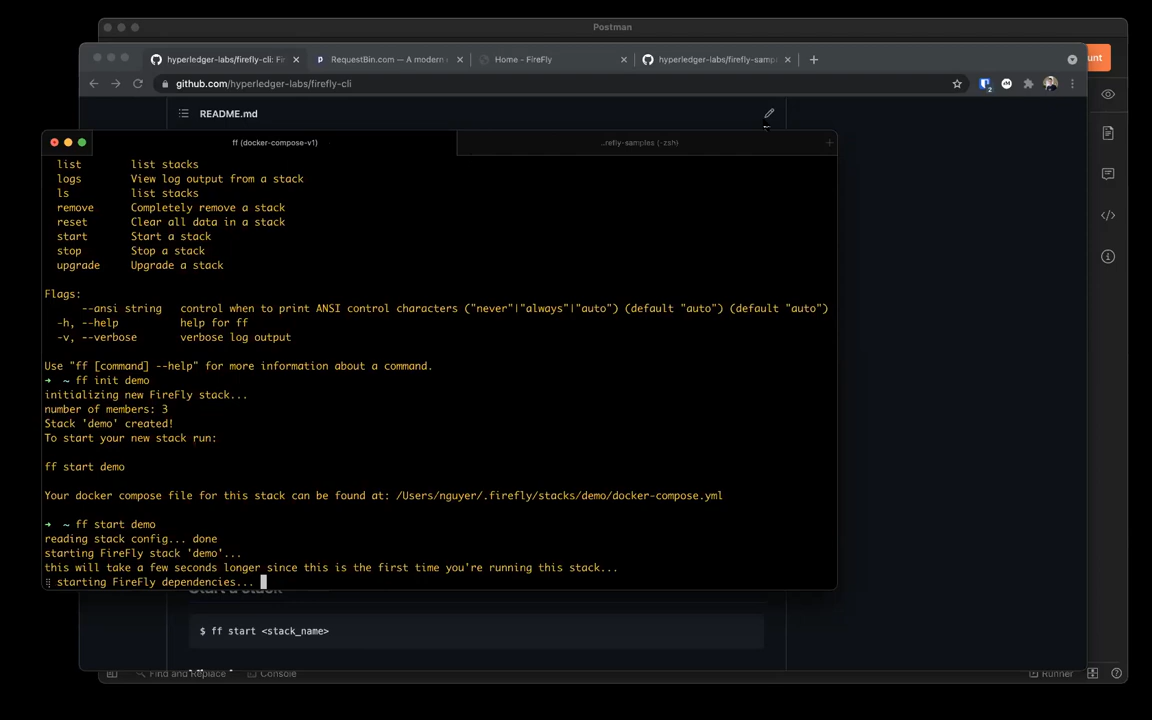 Postman
hyperledger-labs/firefly-cli: Fi
RequestBin.com — A modern
Home - FireFly
hyperledger-labs/firefly-samp
unt
github.com/hyperledger-labs/firefly-cli
README.md
ff (docker-compose-v1)
..refly-samples (-zsh)
list list stacks
logs View log output from a stack
ls list stacks
remove Completely remove a stack
reset Clear all data in a stack
start Start a stack
stop Stop a stack
upgrade Upgrade a stack
Flags:
--ansi string control when to print ANSI control characters ("never"|"always"|"auto") (default "auto") (default "auto")
-h, --help help for ff
-v, --verbose verbose log output
Use "ff [command] --help" for more information about a command.
➜ ~ ff init demo
initializing new FireFly stack...
number of members: 3
Stack 'demo' created!
To start your new stack run:
ff start demo
Your docker compose file for this stack can be found at: /Users/nguyer/.firefly/stacks/demo/docker-compose.yml
➜ ~ ff start demo
reading stack config... done
starting FireFly stack 'demo'...
this will take a few seconds longer since this is the first time you're running this stack...
⣾ starting FireFly dependencies...
Start a stack
$ ff start <stack_name>
Find and Replace Console
Runner